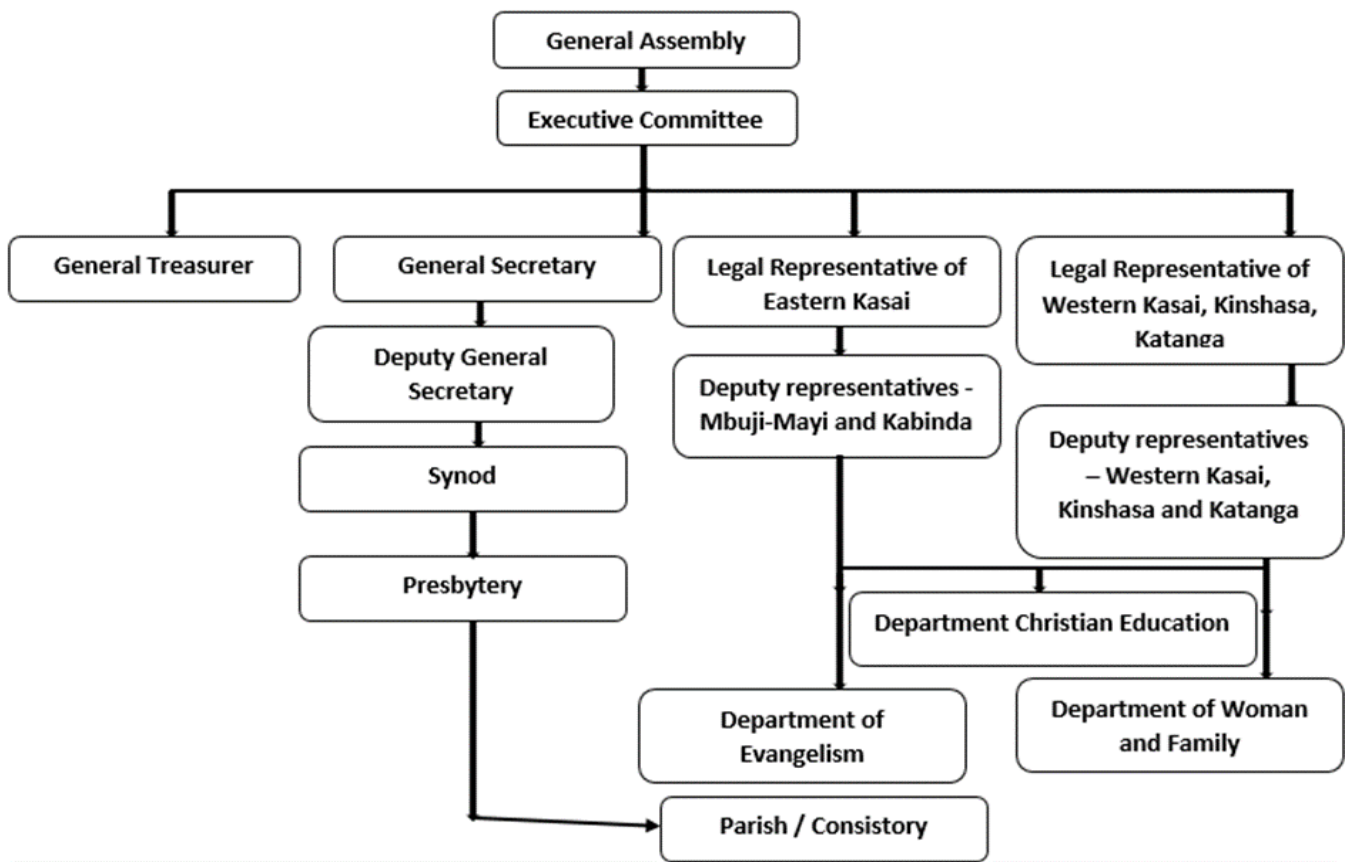 General Assembly
Executive Committee
General Treasurer
General Secretary
Legal Representative of
Eastern Kasai
Legal Representative of
Western Kasai, Kinshasa,
Katanga
Deputy General
Secretary
Deputy representatives -
Mbuji-Mayi and Kabinda
Deputy representatives
– Western Kasai,
Kinshasa and Katanga
Synod
Presbytery
Department Christian Education
Department of
Evangelism
Department of Woman
and Family
Parish / Consistory